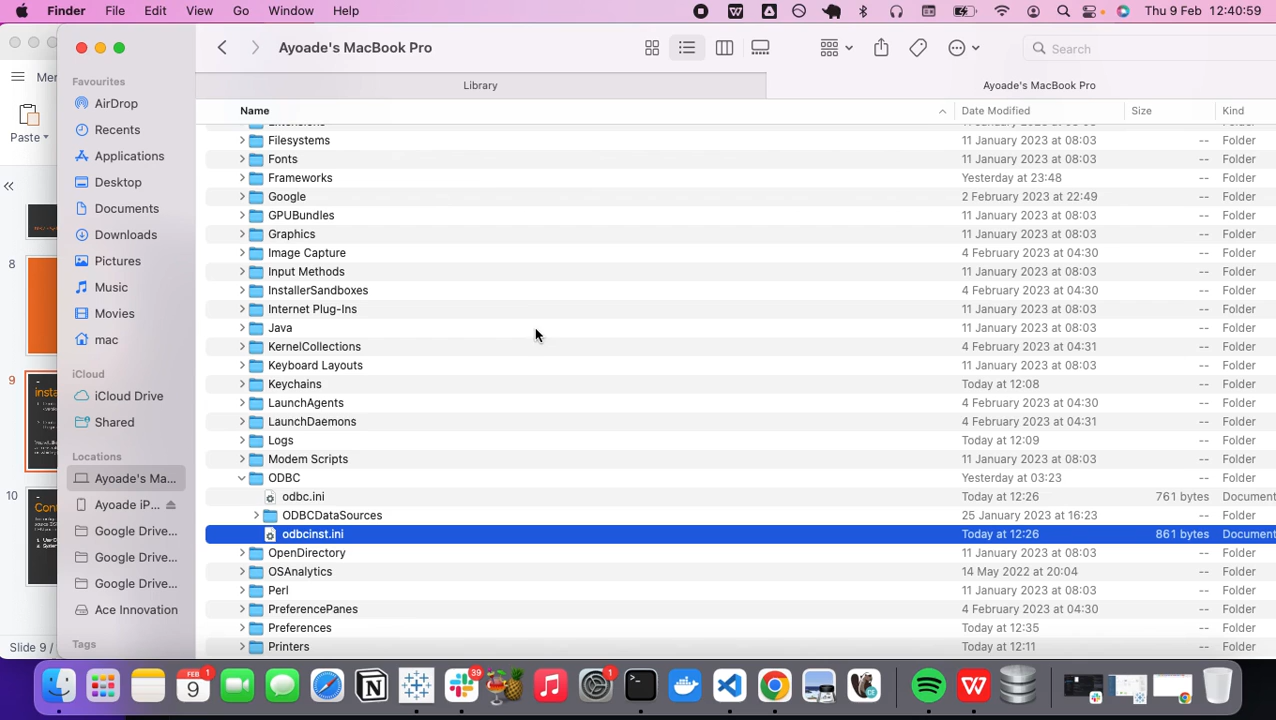 Finder File Edit View Go Window Help Thu 9 Feb 12:40:59
Ayoade's MacBook Pro Search
Library Ayoade's MacBook Pro
Name Date Modified Size Kind
Favourites
AirDrop
Recents
Applications
Desktop
Documents
Downloads
Pictures
Music
Movies
mac
iCloud
iCloud Drive
Shared
Locations
Ayoade's Ma...
Ayoade iP...
Google Drive...
Google Drive...
Google Drive...
Ace Innovation
Tags
Filesystems 11 January 2023 at 08:03 -- Folder
Fonts 11 January 2023 at 08:03 -- Folder
Frameworks Yesterday at 23:48 -- Folder
Google 2 February 2023 at 22:49 -- Folder
GPUBundles 11 January 2023 at 08:03 -- Folder
Graphics 11 January 2023 at 08:03 -- Folder
Image Capture 4 February 2023 at 04:30 -- Folder
Input Methods 11 January 2023 at 08:03 -- Folder
InstallerSandboxes 4 February 2023 at 04:30 -- Folder
Internet Plug-Ins 11 January 2023 at 08:03 -- Folder
Java 11 January 2023 at 08:03 -- Folder
KernelCollections 4 February 2023 at 04:31 -- Folder
Keyboard Layouts 11 January 2023 at 08:03 -- Folder
Keychains Today at 12:08 -- Folder
LaunchAgents 4 February 2023 at 04:30 -- Folder
LaunchDaemons 4 February 2023 at 04:31 -- Folder
Logs Today at 12:09 -- Folder
Modem Scripts 11 January 2023 at 08:03 -- Folder
ODBC Yesterday at 03:23 -- Folder
odbc.ini Today at 12:26 761 bytes Document
ODBCDataSources 25 January 2023 at 16:23 -- Folder
odbcinst.ini Today at 12:26 861 bytes Document
OpenDirectory 11 January 2023 at 08:03 -- Folder
OSAnalytics 14 May 2022 at 20:04 -- Folder
Perl 11 January 2023 at 08:03 -- Folder
PreferencePanes 4 February 2023 at 04:30 -- Folder
Preferences Today at 12:35 -- Folder
Printers Today at 12:11 -- Folder
Paste
8
9
10
Slide 9 /
FEB
9
1
39
1